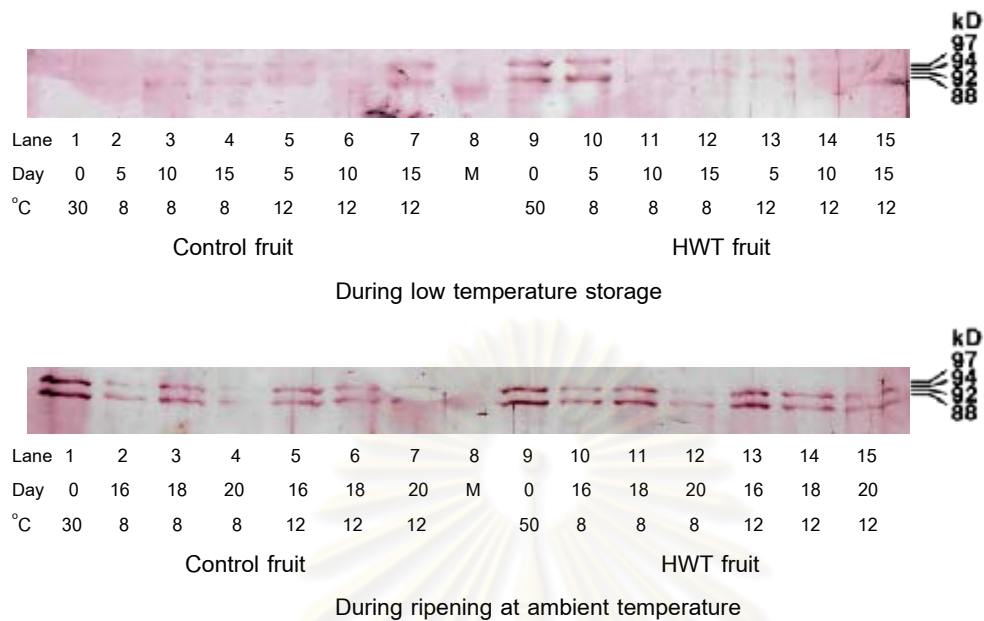 kD
97
94
92
88
Lane 1 2 3 4 5 6 7 8 9 10 11 12 13 14 15
Day 0 5 10 15 5 10 15 M 0 5 10 15 5 10 15
°C 30 8 8 8 12 12 12 50 8 8 8 12 12 12
Control fruit HWT fruit
During low temperature storage
kD
97
94
92
88
Lane 1 2 3 4 5 6 7 8 9 10 11 12 13 14 15
Day 0 16 18 20 16 18 20 M 0 16 18 20 16 18 20
°C 30 8 8 8 12 12 12 50 8 8 8 12 12 12
Control fruit HWT fruit
During ripening at ambient temperature